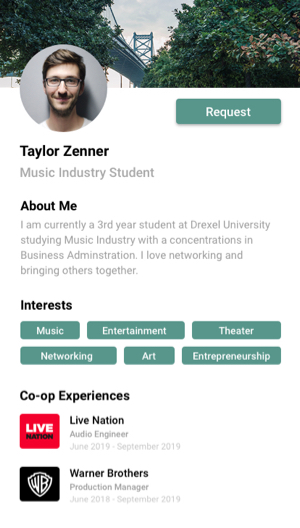 Request
Taylor Zenner
Music Industry Student
About Me
I am currently a 3rd year student at Drexel University
studying Music Industry with a concentrations in
Business Adminstration. I love networking and
bringing others together.
Interests
Music Entertainment Theater
Networking Art Entrepreneurship
Co-op Experiences
LIVE NATION
Live Nation
Audio Engineer
June 2019 - September 2019
WB
Warner Brothers
Production Manager
June 2018 - September 2019